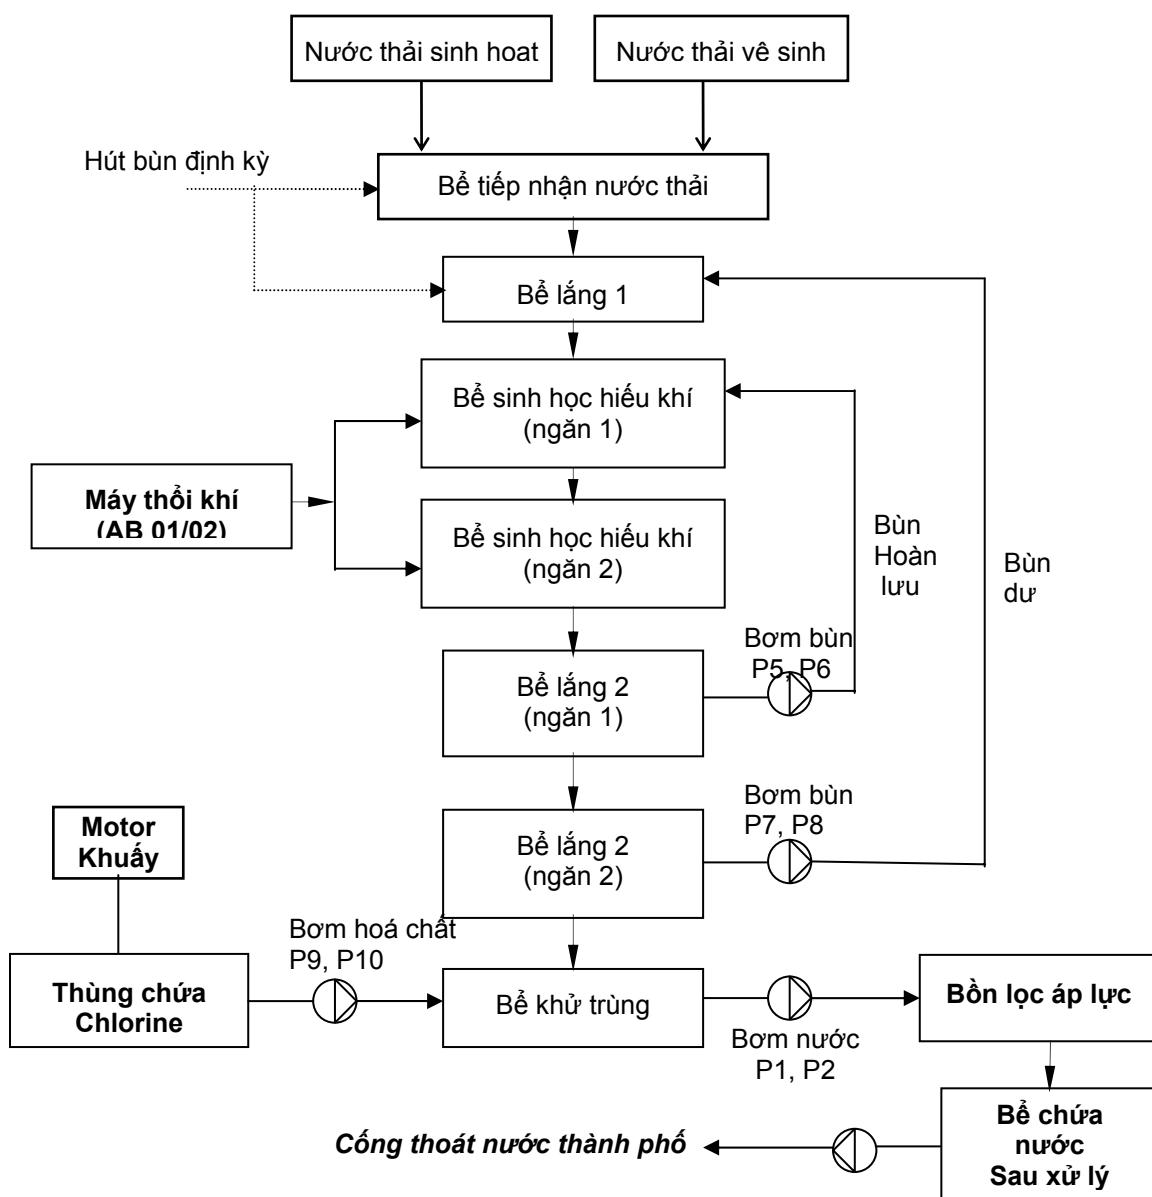 Nước thải sinh hoat
Nước thải vê sinh
Hút bùn định kỳ
Bể tiếp nhận nước thải
Bể lắng 1
Bể sinh học hiếu khí
(ngăn 1)
Máy thổi khí
(AB 01/02)
Bể sinh học hiếu khí
(ngăn 2)
Bùn
Hoàn
lưu
Bùn
dư
Bơm bùn
P5, P6
Bể lắng 2
(ngăn 1)
Bơm bùn
P7, P8
Bể lắng 2
(ngăn 2)
Motor
Khuấy
Bơm hoá chất
P9, P10
Thùng chứa
Chlorine
Bể khử trùng
Bơm nước
P1, P2
Bồn lọc áp lực
Bể chứa
nước
Sau xử lý
Cống thoát nước thành phố